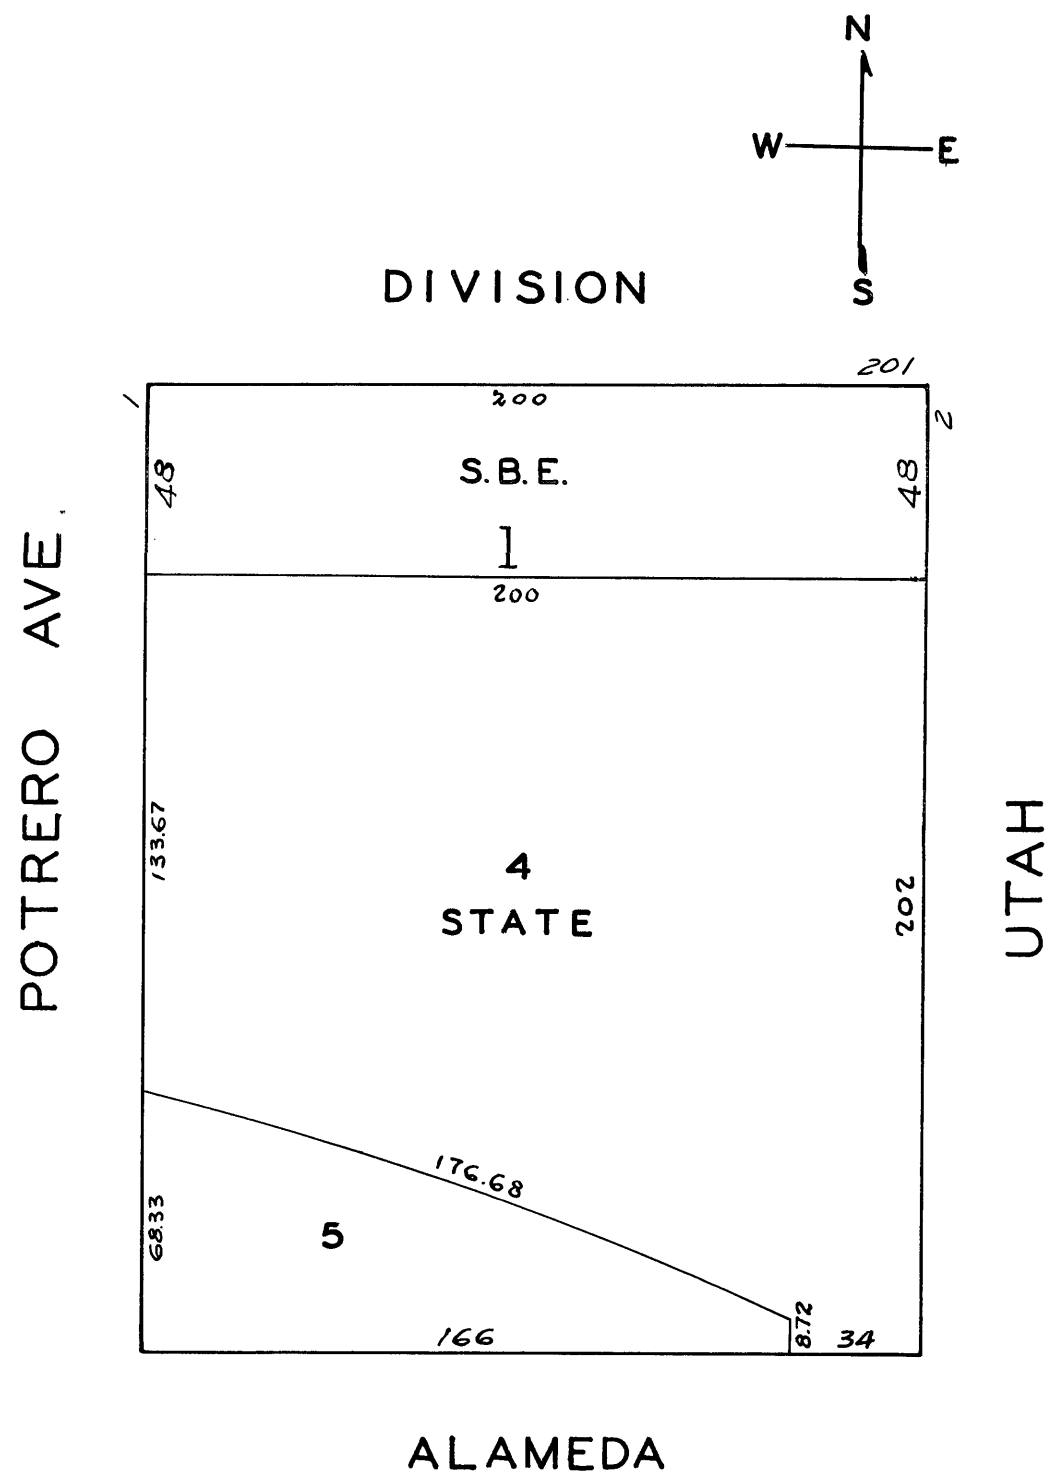 N
W E
S
DIVISION
201
1
200
2
48
S.B.E.
48
1
200
POTRERO AVE.
133.67
4
STATE
202
UTAH
176.68
68.33
5
8.72
166
34
ALAMEDA